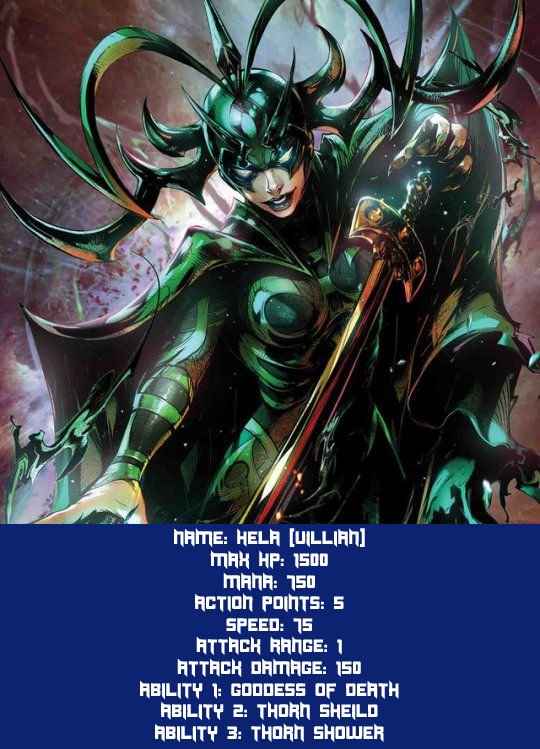 NAME: HELA [VILLIAN]
MAX HP: 1500
MANA: 750
ACTION POINTS: 5
SPEED: 75
ATTACK RANGE: 1
ATTACK DAMAGE: 150
ABILITY 1: GODDESS OF DEATH
ABILITY 2: THORN SHEILD
ABILITY 3: THORN SHOWER